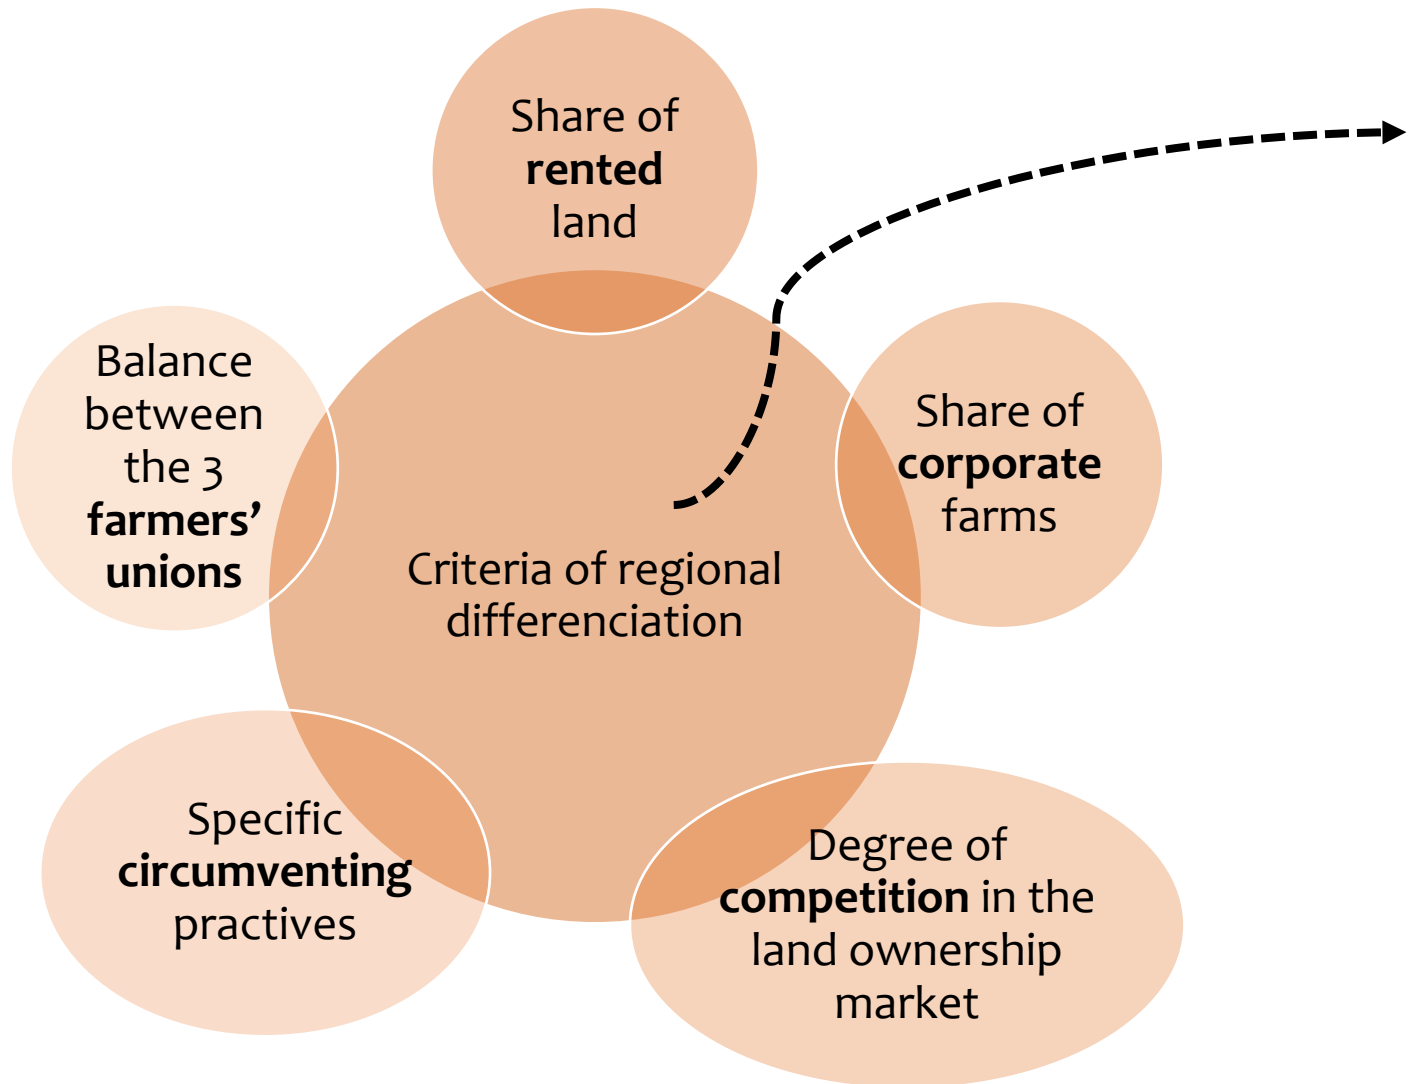 Share of
rented
land
Balance
between
the 3
farmers’
unions
Share of
corporate
farms
Criteria of regional
differenciation
Specific
circumventing
practives
Degree of
competition in the
land ownership
market